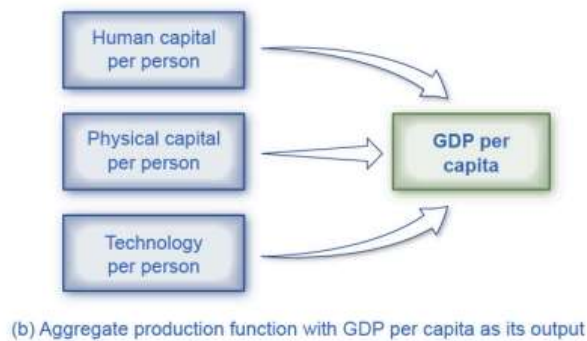 Human capital
per person
Physical capital
per person
GDP per
capita
Technology
per person
(b) Aggregate production function with GDP per capita as its output